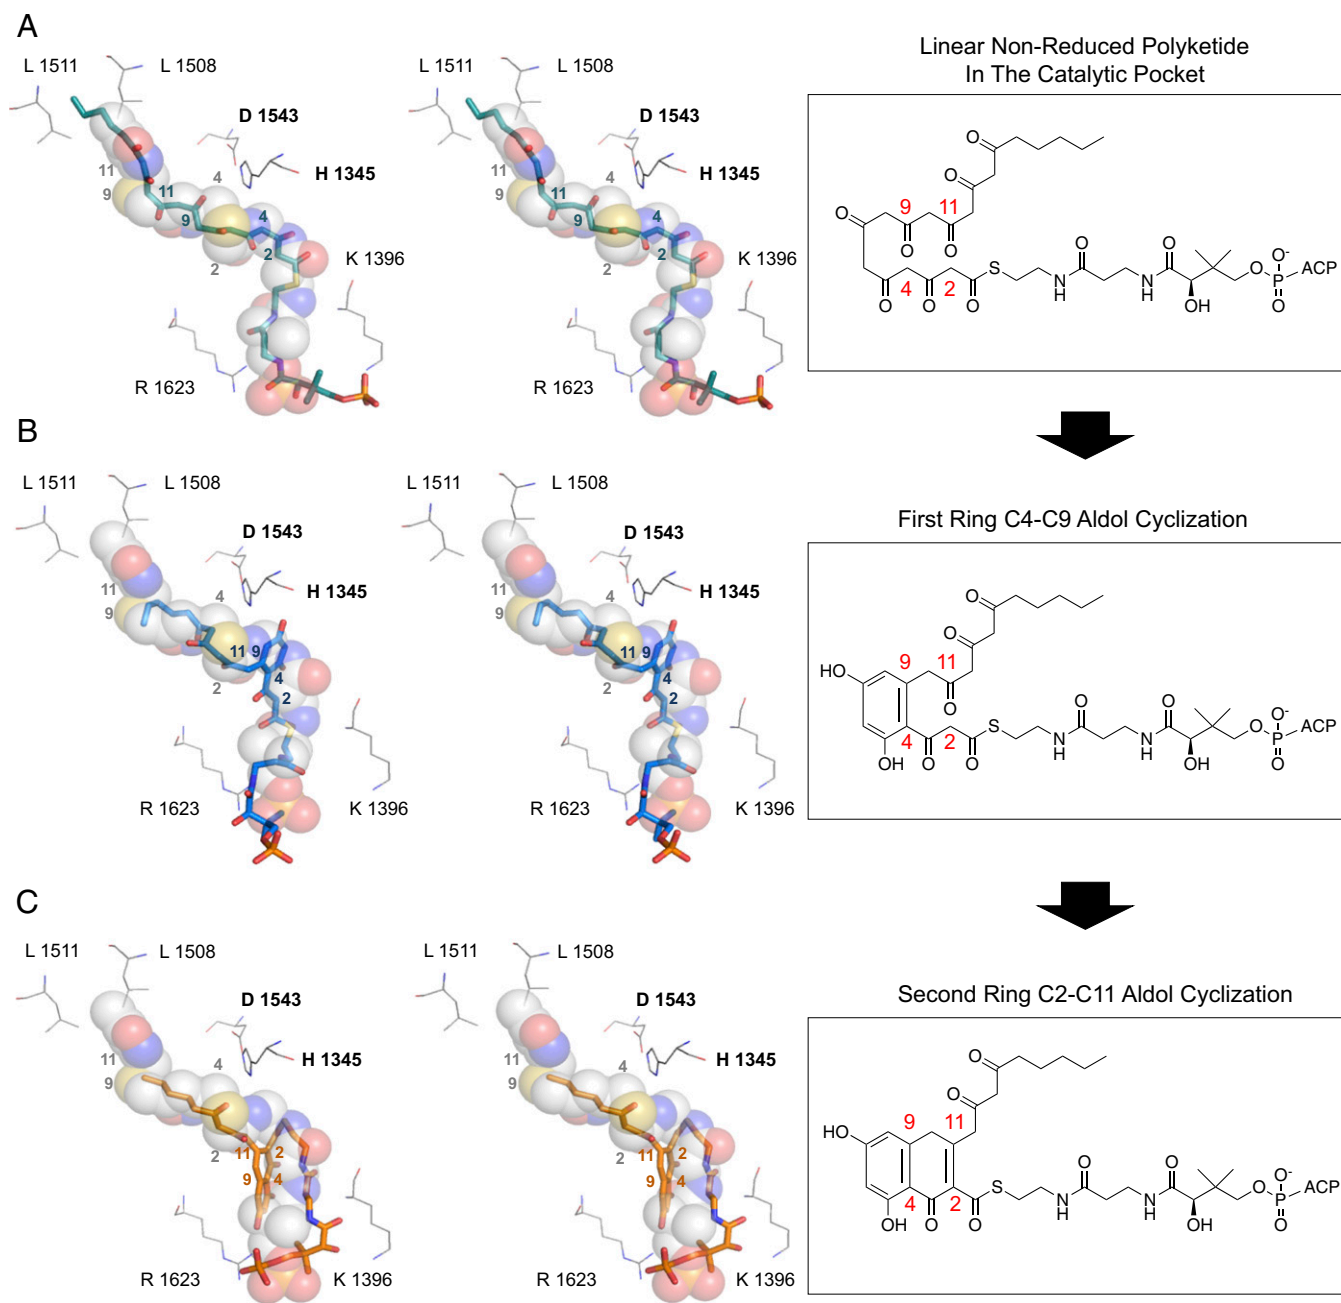 A
L 1511
L 1508
D 1543
H 1345
11
9
4
11
9
4
2
2
K 1396
R 1623
L 1511
L 1508
D 1543
H 1345
11
9
4
11
9
4
2
2
K 1396
R 1623
Linear Non-Reduced Polyketide
In The Catalytic Pocket
O
O
O
9
11
O
O
O
O
O
O
S
N
H
N
H
O
P
O-
ACP
4
2
O
O
O
OH
O
B
L 1511
L 1508
D 1543
H 1345
11
9
4
11
9
4
2
2
R 1623
K 1396
L 1511
L 1508
D 1543
H 1345
11
9
4
11
9
4
2
2
R 1623
K 1396
First Ring C4-C9 Aldol Cyclization
O
O
9
11
HO
O
O
O
O-
S
N
H
N
H
O
P
ACP
4
2
OH
O
O
OH
O
C
L 1511
L 1508
D 1543
H 1345
11
9
4
2
11
2
9
4
R 1623
K 1396
L 1511
L 1508
D 1543
H 1345
11
9
4
2
11
2
9
4
R 1623
K 1396
Second Ring C2-C11 Aldol Cyclization
O
O
9
11
HO
O
O
O-
S
N
H
N
H
O
P
ACP
4
2
OH
O
O
OH
O